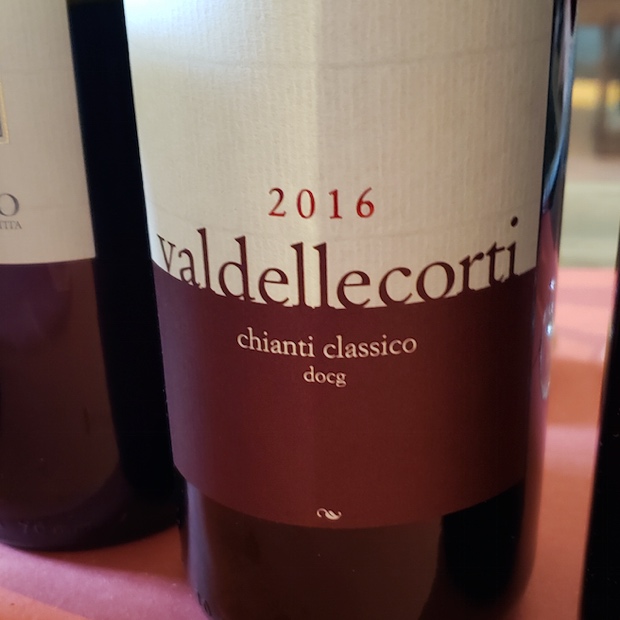 2016
valdellecorti
chianti classico
docg